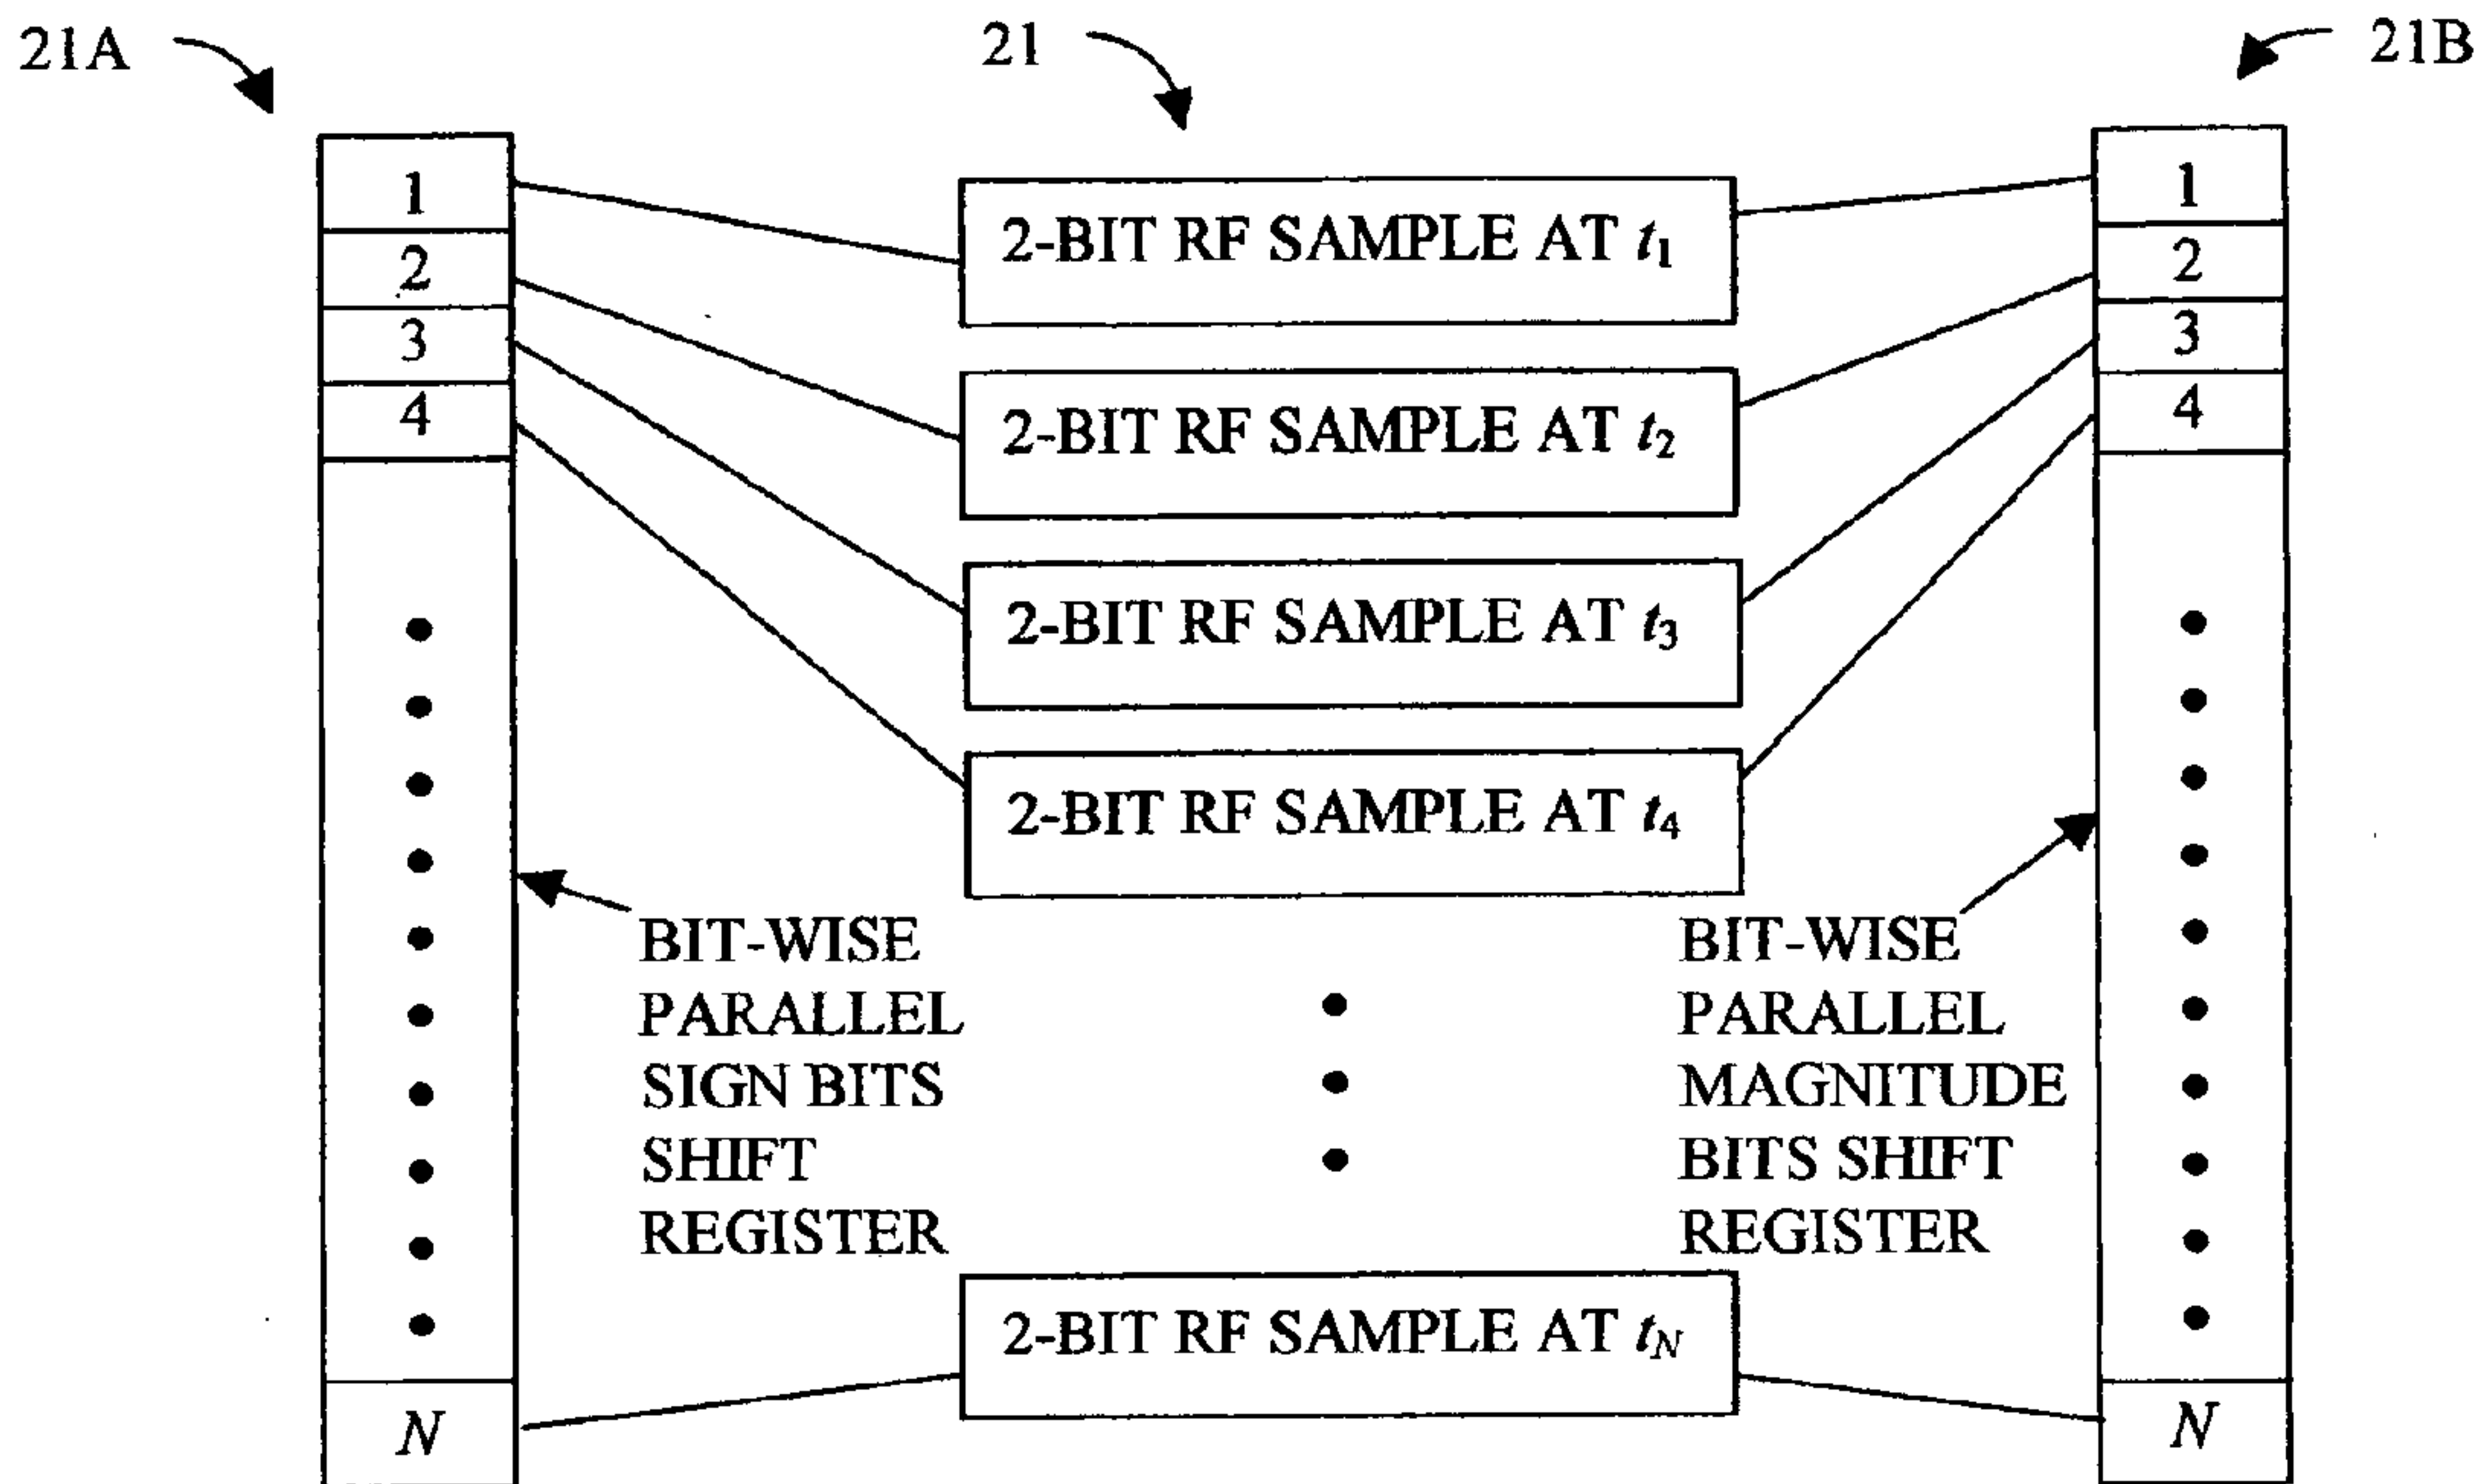 21A
21
21B
1
2
3
4
N
2-BIT RF SAMPLE AT t1
2-BIT RF SAMPLE AT t2
2-BIT RF SAMPLE AT t3
2-BIT RF SAMPLE AT t4
BIT-WISE
PARALLEL
SIGN BITS
SHIFT
REGISTER
2-BIT RF SAMPLE AT tN
BIT-WISE
PARALLEL
MAGNITUDE
BITS SHIFT
REGISTER
1
2
3
4
N